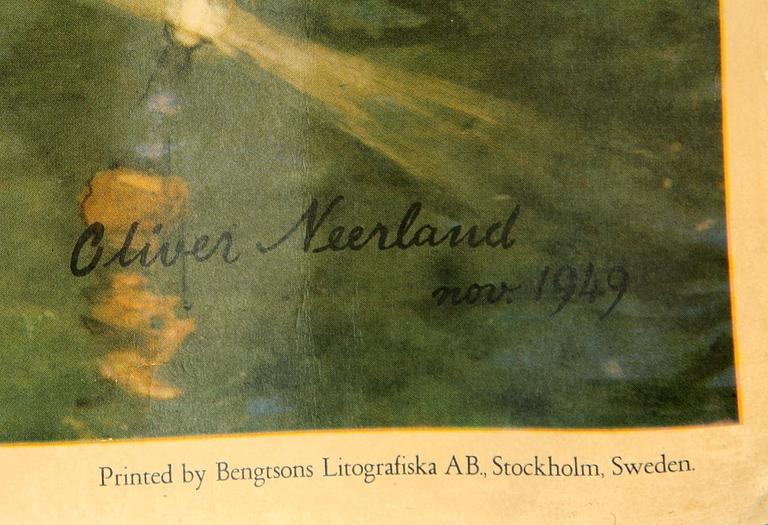 Oliver Neerland
nov. 1949
Printed by Bengtsons Litografiska AB., Stockholm, Sweden.